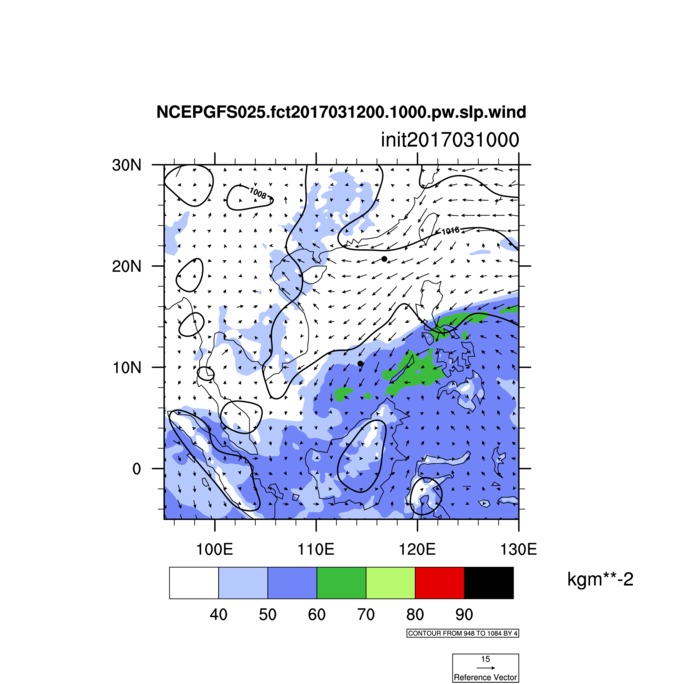 NCEPGFS025.fct2017031200.1000.pw.slp.wind
init2017031000
30N
1008
1016
20N
10N
0
100E 110E 120E 130E
kgm**-2
40 50 60 70 80 90
CONTOUR FROM 948 TO 1084 BY 4
15
Reference Vector